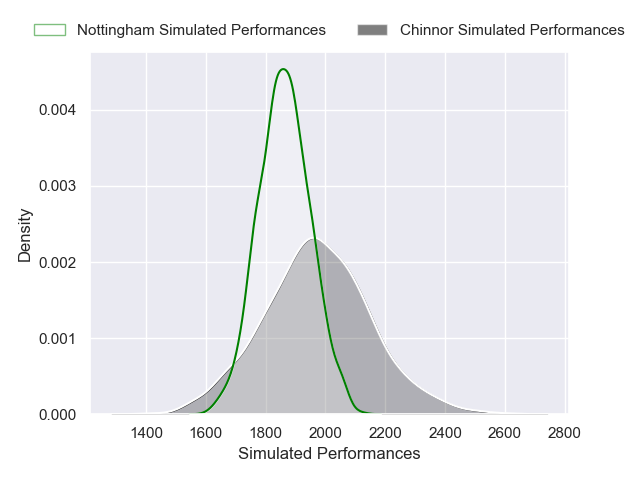 Nottingham Simulated Performances
Chinnor Simulated Performances
0.004
0.003
0.002
0.001
0.000
Density
1400 1600 1800 2000 2200 2400 2600 2800
Simulated Performances